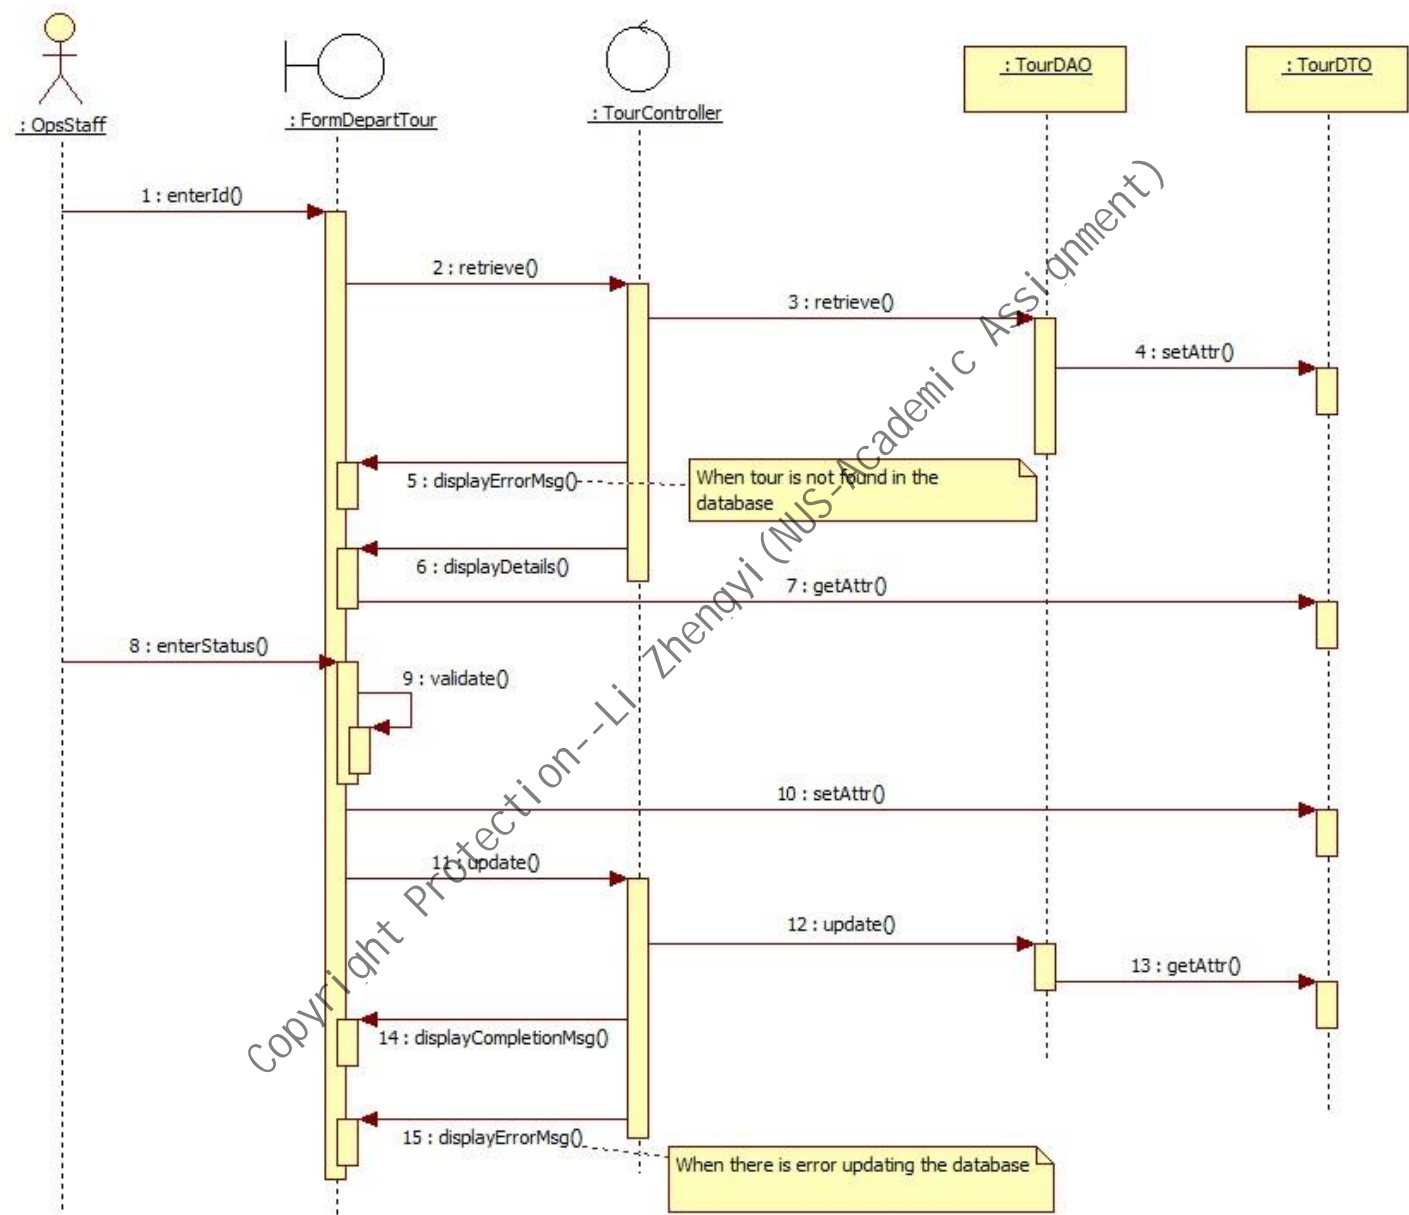 : OpsStaff
: FormDepartTour
: TourController
: TourDAO
: TourDTO
1 : enterId()
2 : retrieve()
3 : retrieve()
4 : setAttr()
5 : displayErrorMsg()
When tour is not found in the
database
6 : displayDetails()
7 : getAttr()
8 : enterStatus()
9 : validate()
10 : setAttr()
11 : update()
12 : update()
13 : getAttr()
14 : displayCompletionMsg()
15 : displayErrorMsg()
When there is error updating the database
Copyright Protection--Li Zhengyi(NUS-Academic Assignment)